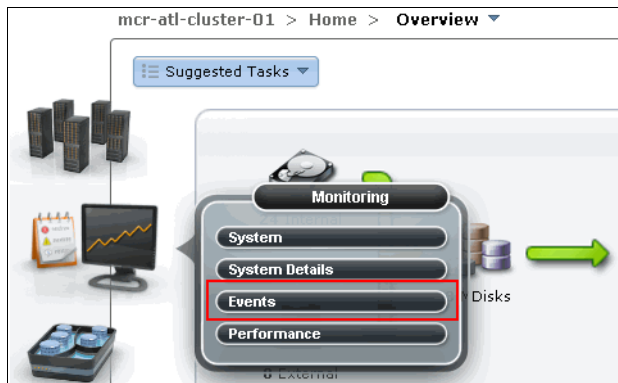 mcr-atl-cluster-01 > Home > Overview
Suggested Tasks
Monitoring
System
System Details
Events
Performance
Disks
External